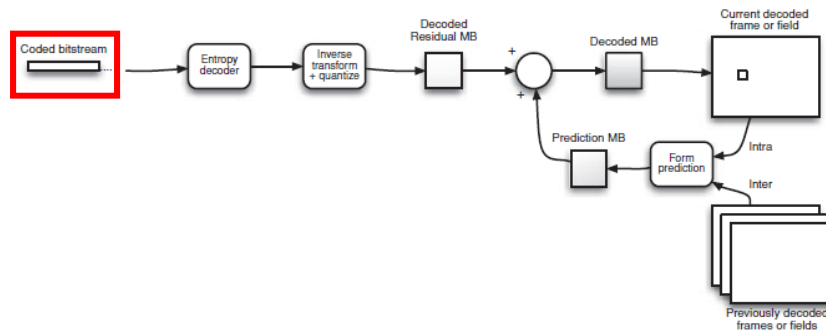 Coded bitstream
Entropy
decoder
Inverse
transform
+ quantize
Decoded
Residual MB
+
+
Decoded MB
Current decoded
frame or field
Prediction MB
Form
prediction
Intra
Inter
Previously decoded
frames or fields